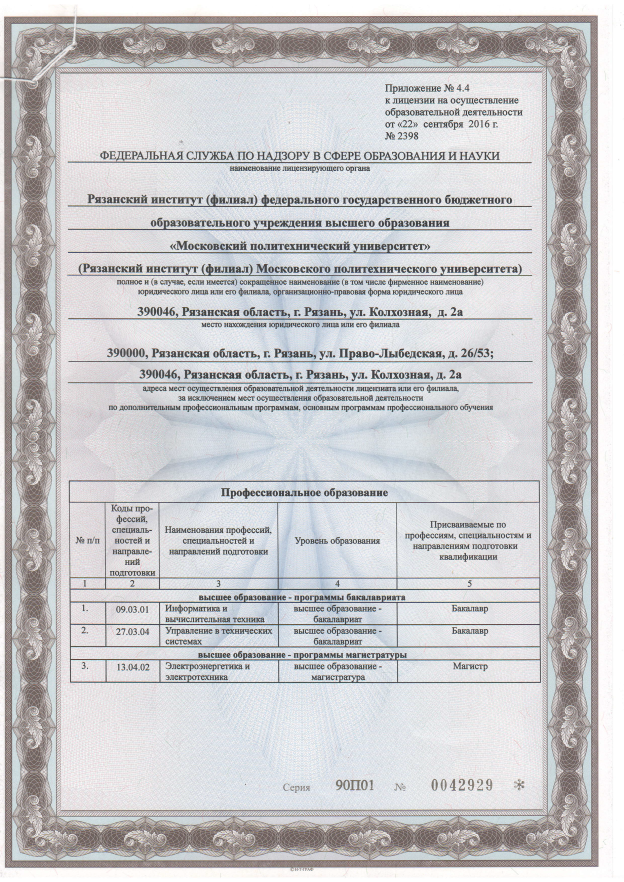 Приложение № 4.4
к лицензии на осуществление
образовательной деятельности
от «22» сентября 2016 г.
№ 2398
ФЕДЕРАЛЬНАЯ СЛУЖБА ПО НАДЗОРУ В СФЕРЕ ОБРАЗОВАНИЯ И НАУКИ
наименование лицензирующего органа
Рязанский институт (филиал) федерального государственного бюджетного
образовательного учреждения высшего образования
«Московский политехнический университет»
(Рязанский институт (филиал) Московского политехнического университета)
полное и (в случае, если имеется) сокращенное наименование (в том числе фирменное наименование)
юридического лица или его филиала, организационно-правовая форма юридического лица
390046, Рязанская область, г. Рязань, ул. Колхозная, д. 2а
место нахождения юридического лица или его филиала
390000, Рязанская область, г. Рязань, ул. Право-Лыбедская, д. 26/53;
390046, Рязанская область, г. Рязань, ул. Колхозная, д. 2а
адреса мест осуществления образовательной деятельности лицензиата или его филиала,
за исключением мест осуществления образовательной деятельности
по дополнительным профессиональным программам, основным программам профессионального обучения
Профессиональное образование
№ п/п
Коды про-
фессий,
специаль-
ностей и
направле-
ний
подготовки
Наименования профессий,
специальностей и
направлений подготовки
Уровень образования
Присваиваемые по
профессиям, специальностям и
направлениям подготовки
квалификации
1 2 3 4 5
высшее образование - программы бакалавриата
1. 09.03.01 Информатика и высшее образование - Бакалавр
вычислительная техника бакалавриат
2. 27.03.04 Управление в технических высшее образование - Бакалавр
системах бакалавриат
высшее образование - программы магистратуры
3. 13.04.02 Электроэнергетика и высшее образование - Магистр
электротехника магистратура
Серия 90П01 № 0042929 *